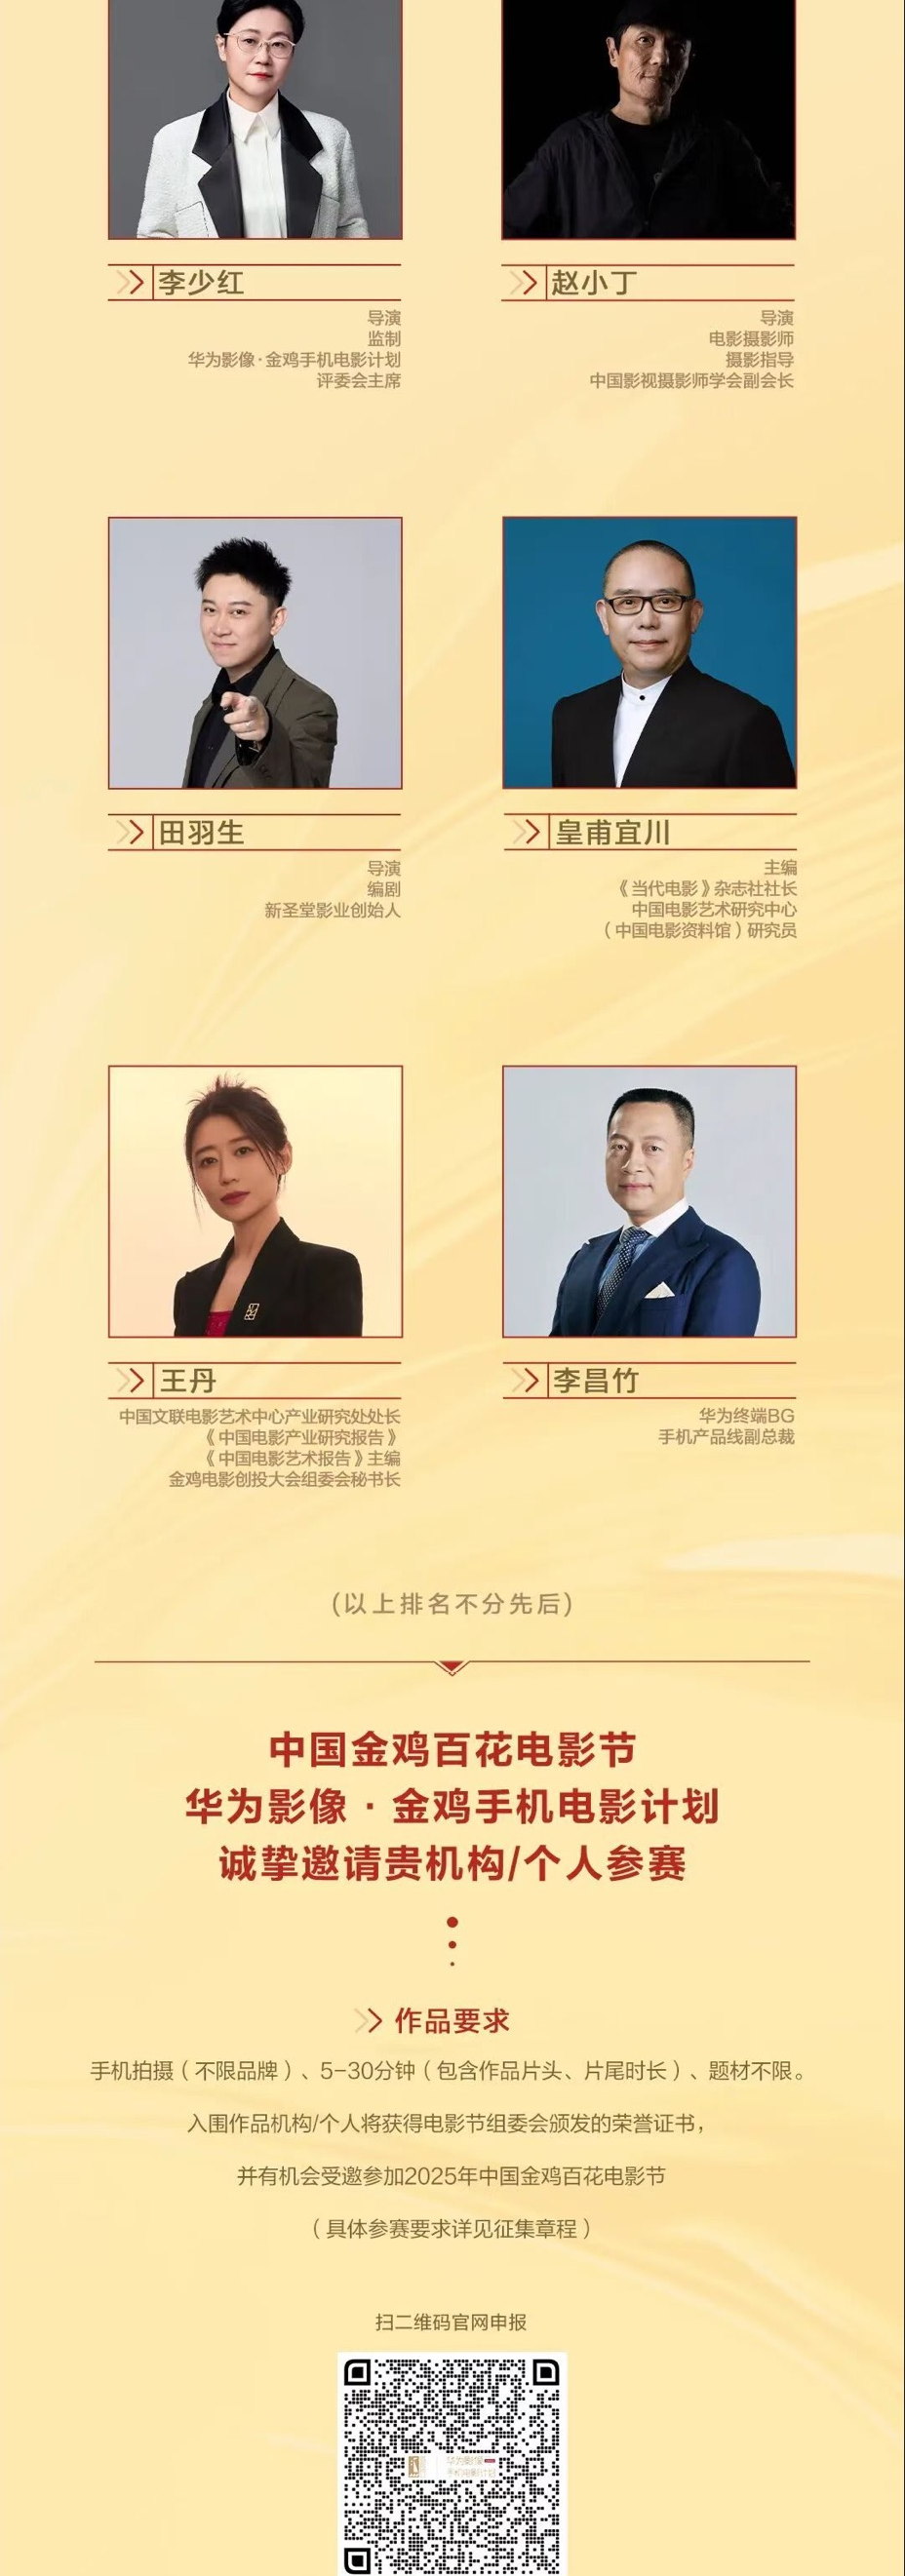 李少红
导演
监制
华为影像·金鸡手机电影计划
评委会主席
赵小丁
导演
电影摄影师
摄影指导
中国影视摄影师学会副会长
田羽生
导演
编剧
新圣堂影业创始人
皇甫宜川
主编
《当代电影》杂志社社长
中国电影艺术研究中心
（中国电影资料馆）研究员
王丹
中国文联电影艺术中心产业研究处处长
《中国电影产业研究报告》
《中国电影艺术报告》主编
金鸡电影创投大会组委会秘书长
李昌竹
华为终端BG
手机产品线副总裁
(以上排名不分先后)
中国金鸡百花电影节
华为影像·金鸡手机电影计划
诚挚邀请贵机构/个人参赛
作品要求
手机拍摄（不限品牌）、5-30分钟（包含作品片头、片尾时长）、题材不限。
入围作品机构/个人将获得电影节组委会颁发的荣誉证书，
并有机会受邀参加2025年中国金鸡百花电影节
（具体参赛要求详见征集章程）
扫二维码官网申报